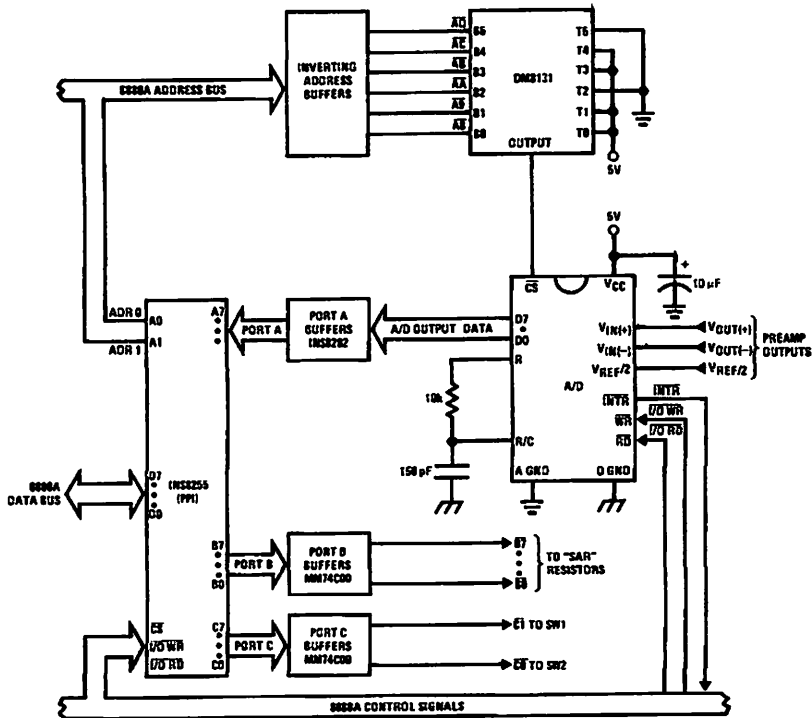 8080A ADDRESS BUS
INVERTING
ADDRESS
BUFFERS
AD
AC
AB
AA
B5
B4
B3
B2
B1
B0
DM8131
OUTPUT
T5
T4
T3
T2
T1
T0
5V
5V
10 µF
CS
VCC
D7
D0
R
R/C
A/D
VIN(+)
VIN(–)
VREF/2
INTR
WR
RD
A GND
D GND
VOUT(+)
VOUT(–)
VREF/2
PREAMP
OUTPUTS
INTR
I/O WR
I/O RD
10k
150 pF
ADR 0
ADR 1
A0
A1
A7
PORT A
PORT A
BUFFERS
A/D OUTPUT DATA
8080A
DATA BUS
D7
D0
INS8255
(PPI)
B7
B0
PORT B
PORT B
BUFFERS
MM74C00
B7
B0
TO "SAR"
RESISTORS
CS
I/O WR
I/O RD
C7
C0
PORT C
PORT C
BUFFERS
MM74C00
C1 TO SW1
C0 TO SW2
8080A CONTROL SIGNALS